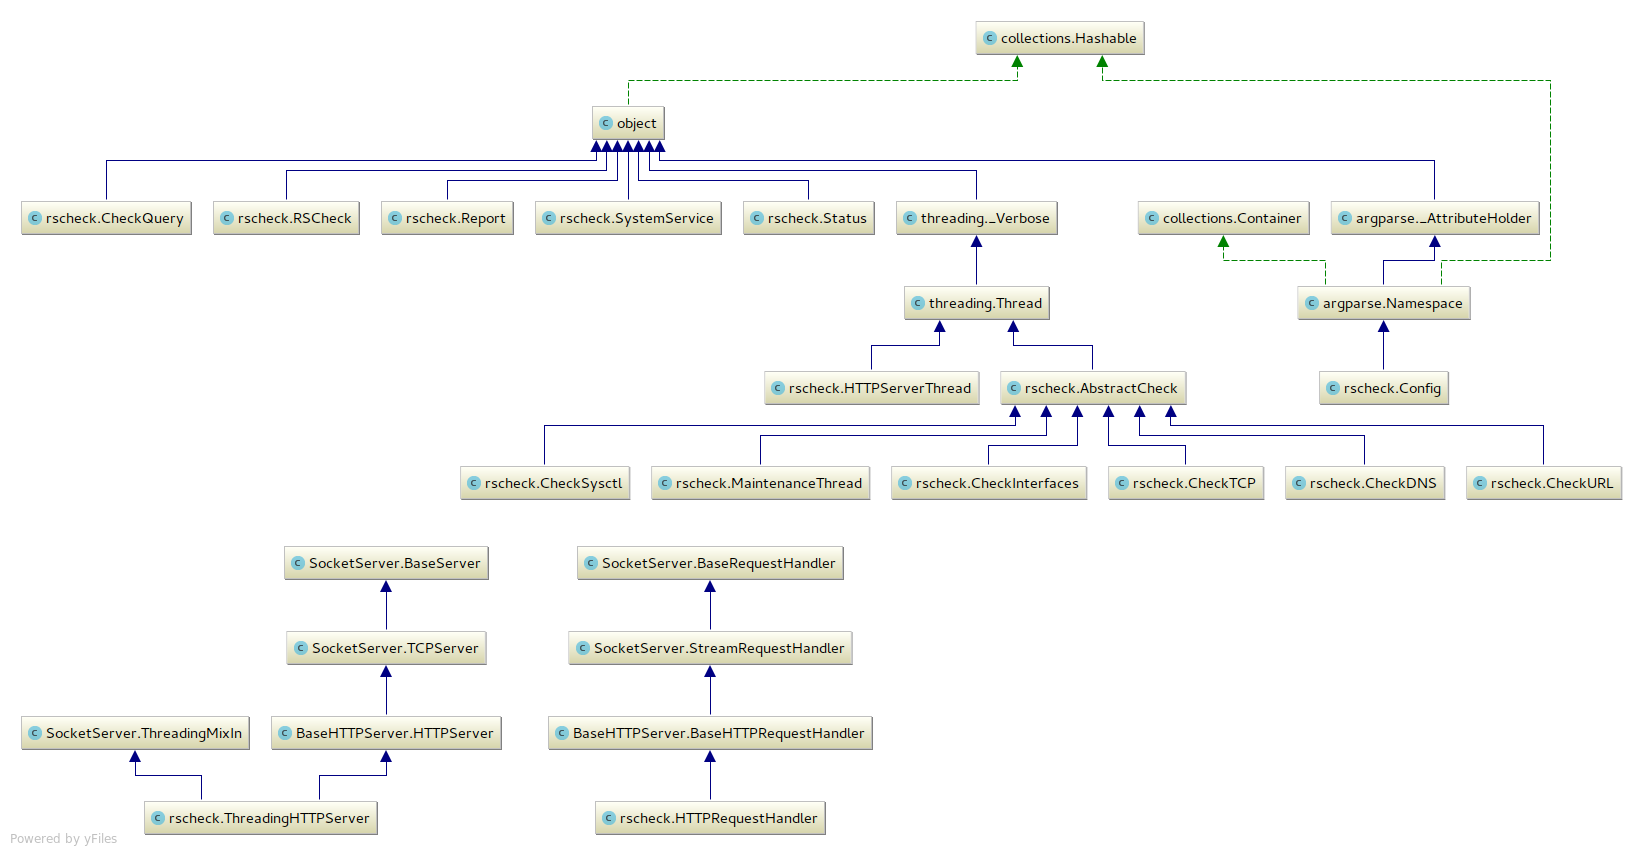 C collections.Hashable
C object
C rscheck.CheckQuery
C rscheck.RSCheck
C rscheck.Report
C rscheck.SystemService
C rscheck.Status
C threading._Verbose
C collections.Container
C argparse._AttributeHolder
C threading.Thread
C argparse.Namespace
C rscheck.HTTPServerThread
C rscheck.AbstractCheck
C rscheck.Config
C rscheck.CheckSysctl
C rscheck.MaintenanceThread
C rscheck.CheckInterfaces
C rscheck.CheckTCP
C rscheck.CheckDNS
C rscheck.CheckURL
C SocketServer.BaseServer
C SocketServer.BaseRequestHandler
C SocketServer.TCPServer
C SocketServer.StreamRequestHandler
C SocketServer.ThreadingMixIn
C BaseHTTPServer.HTTPServer
C BaseHTTPServer.BaseHTTPRequestHandler
C rscheck.ThreadingHTTPServer
C rscheck.HTTPRequestHandler
Powered by yFiles